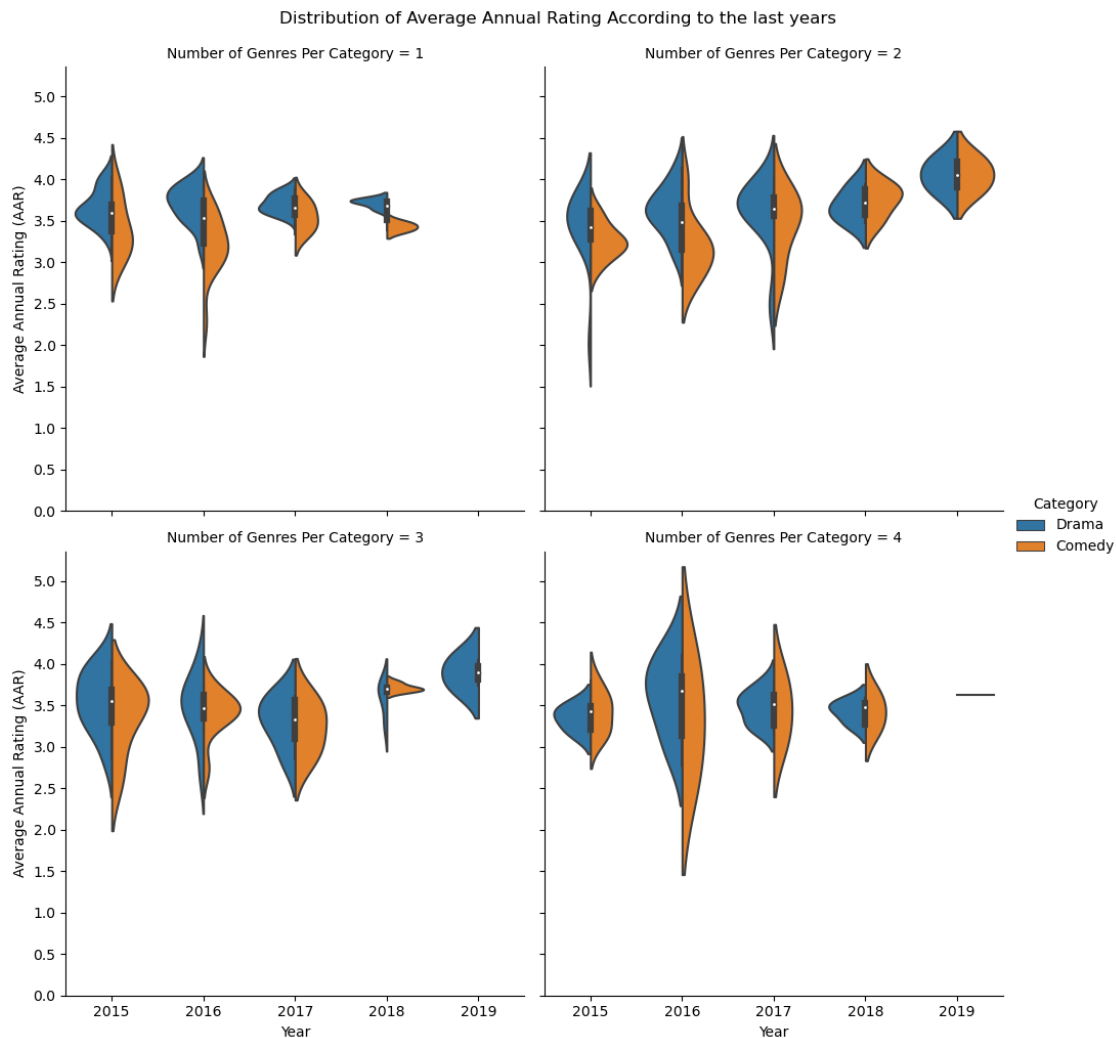 Distribution of Average Annual Rating According to the last years
Number of Genres Per Category = 1
Number of Genres Per Category = 2
Average Annual Rating (AAR)
5.0
4.5
4.0
3.5
3.0
2.5
2.0
1.5
1.0
0.5
0.0
Category
Drama
Comedy
Number of Genres Per Category = 3
Number of Genres Per Category = 4
Average Annual Rating (AAR)
5.0
4.5
4.0
3.5
3.0
2.5
2.0
1.5
1.0
0.5
0.0
2015 2016 2017 2018 2019
2015 2016 2017 2018 2019
Year
Year